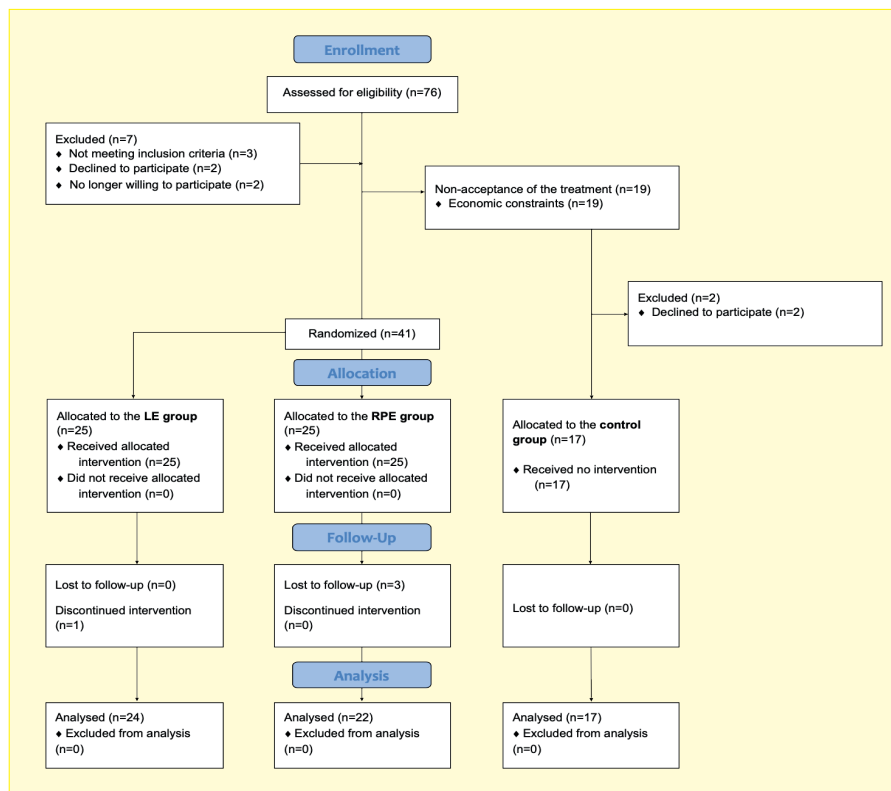 Enrollment
Assessed for eligibility (n=76)
Excluded (n=7)
♦ Not meeting inclusion criteria (n=3)
♦ Declined to participate (n=2)
♦ No longer willing to participate (n=2)
Non-acceptance of the treatment (n=19)
♦ Economic constraints (n=19)
Excluded (n=2)
♦ Declined to participate (n=2)
Randomized (n=41)
Allocation
Allocated to the LE group
(n=25)
♦ Received allocated
intervention (n=25)
♦ Did not receive allocated
intervention (n=0)
Allocated to the RPE group
(n=25)
♦ Received allocated
intervention (n=25)
♦ Did not receive allocated
intervention (n=0)
Allocated to the control
group (n=17)
♦ Received no intervention
(n=17)
Follow-Up
Lost to follow-up (n=0)
Discontinued intervention
(n=1)
Lost to follow-up (n=3)
Discontinued intervention
(n=0)
Lost to follow-up (n=0)
Analysis
Analysed (n=24)
♦ Excluded from analysis
(n=0)
Analysed (n=22)
♦ Excluded from analysis
(n=0)
Analysed (n=17)
♦ Excluded from analysis
(n=0)